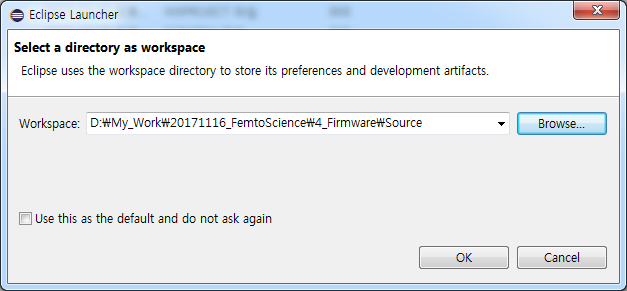 Eclipse Launcher
Select a directory as workspace
Eclipse uses the workspace directory to store its preferences and development artifacts.
Workspace: D:₩My_Work₩20171116_FemtoScience₩4_Firmware₩Source Browse...
Use this as the default and do not ask again
OK Cancel